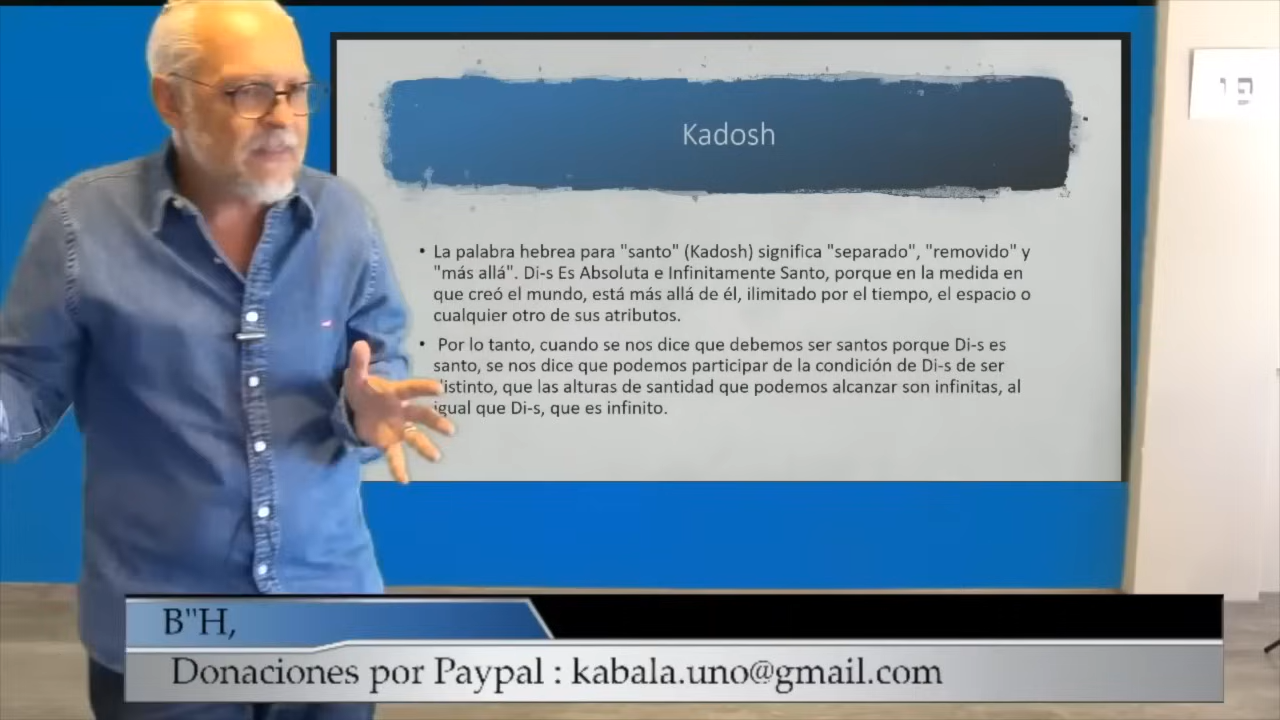 Kadosh
• La palabra hebrea para "santo" (Kadosh) significa "separado", "removido" y
"más allá". Di-s Es Absoluta e Infinitamente Santo, porque en la medida en
que creó el mundo, está más allá de él, ilimitado por el tiempo, el espacio o
cualquier otro de sus atributos.
• Por lo tanto, cuando se nos dice que debemos ser santos porque Di-s es
santo, se nos dice que podemos participar de la condición de Di-s de ser
distinto, que las alturas de santidad que podemos alcanzar son infinitas, al
igual que Di-s, que es infinito.
B"H,
Donaciones por Paypal : kabala.uno@gmail.com